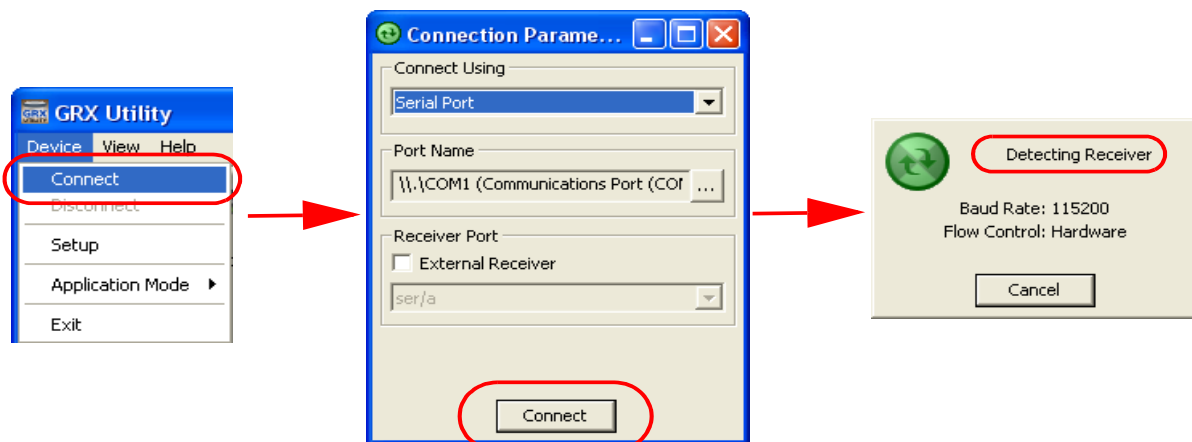 GRX Utility
Device View Help
Connect
Disconnect
Setup
Application Mode
Exit
Connection Parame...
Connect Using
Serial Port
Port Name
\\.\COM1 (Communications Port (COM
...
Receiver Port
External Receiver
ser/a
Connect
Detecting Receiver
Baud Rate: 115200
Flow Control: Hardware
Cancel